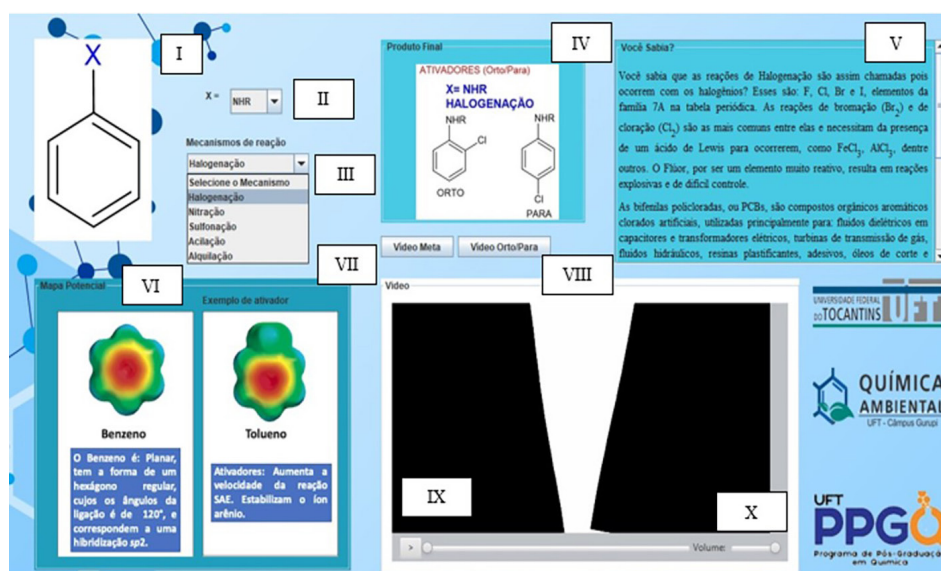 X
I
X =
NHR
II
Mecanismos de reação
Halogenação
III
Selecione o Mecanismo
Halogenação
Nitração
Sulfonação
Acilação
Alquilação
Produto Final
IV
ATIVADORES (Orto/Para)
X= NHR
HALOGENAÇÃO
NHR
NHR
Cl
ORTO
Cl
PARA
Video Meta
Video Orto/Para
Você Sabia?
V
Você sabia que as reações de Halogenação são assim chamadas pois
ocorrem com os halogênios? Esses são: F, Cl, Br e I, elementos da
família 7A na tabela periódica. As reações de bromação (Br2) e de
cloração (Cl2) são as mais comuns entre elas e necessitam da presença
de um ácido de Lewis para ocorrerem, como FeCl3, AlCl3, dentre
outros. O Flúor, por ser um elemento muito reativo, resulta em reações
explosivas e de difícil controle.
As bifenilas policloradas, ou PCBs, são compostos orgânicos aromáticos
clorados artificiais, utilizadas principalmente para: fluidos dielétricos em
capacitores e transformadores elétricos, turbinas de transmissão de gás,
fluidos hidráulicos, resinas plastificantes, adesivos, óleos de corte e
Mapa Potencial
VI
VII
Exemplo de ativador
Benzeno
O Benzeno é: Planar,
tem a forma de um
hexágono regular,
cujos os ângulos da
ligação é de 120°, e
correspondem a uma
hibridização sp2.
Tolueno
Ativadores: Aumenta a
velocidade da reação
SAE. Estabilizam o íon
arênio.
Video
VIII
IX
X
>
Volume:
UNIVERSIDADE FEDERAL
DO TOCANTINS
UFT
QUÍMICA
AMBIENTAL
UFT - Câmpus Gurupi
UFT
PPGQ
Programa de Pós-Graduação
em Química